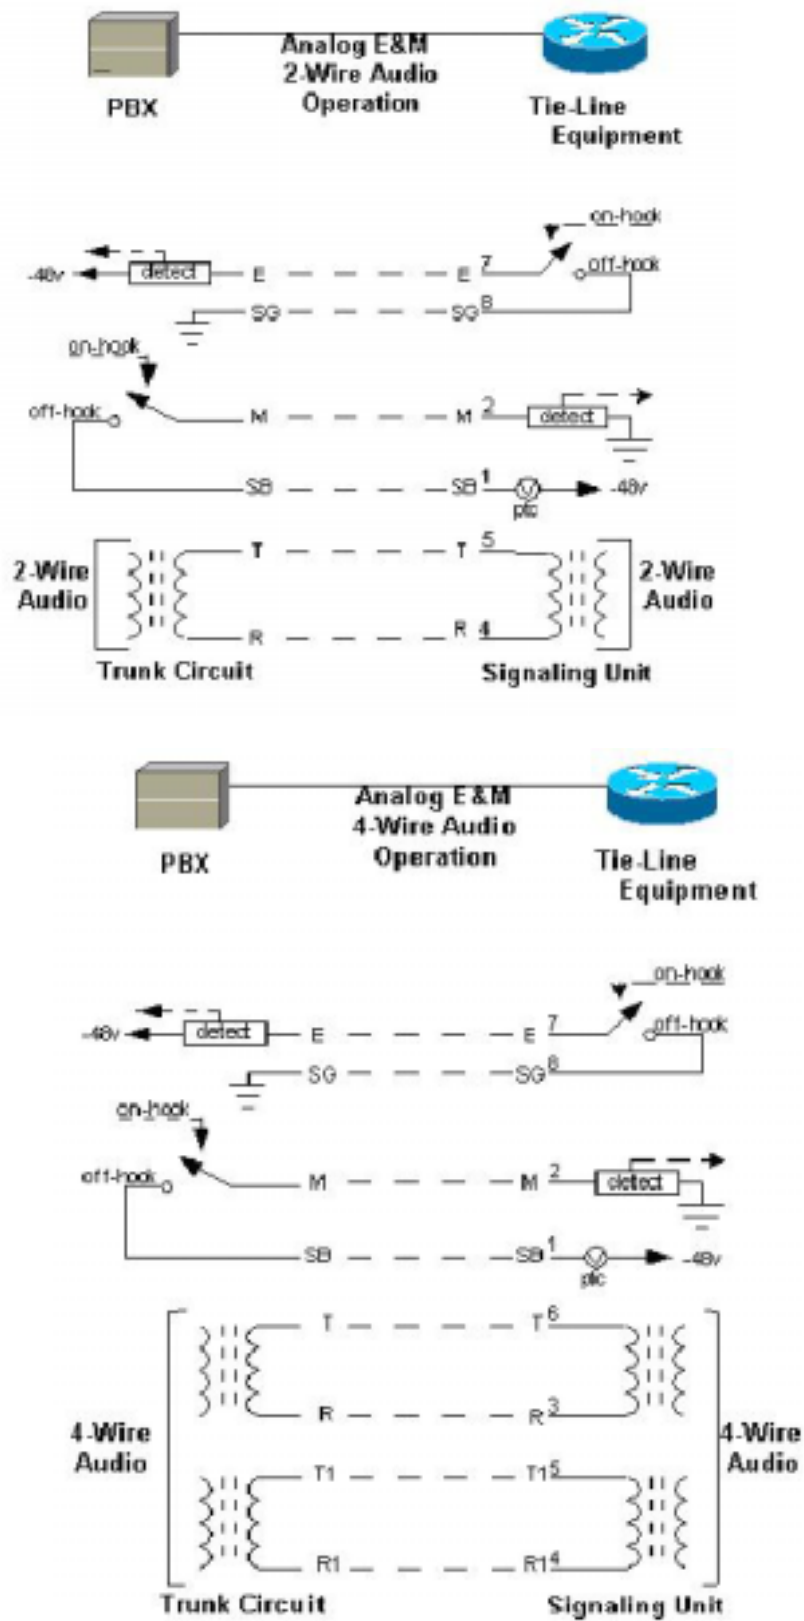 Analog E&M
2-Wire Audio
Operation
PBX
Tie-Line
Equipment
on-hook
-48v detect E E 7 off-hook
SG SG 8
on-hook
off-hook M M 2 detect
SB SB 1 -48v
ptc
2-Wire
Audio
T T 5
R R 4
2-Wire
Audio
Trunk Circuit Signaling Unit
Analog E&M
4-Wire Audio
Operation
PBX
Tie-Line
Equipment
on-hook
-48v detect E E 7 off-hook
SG SG 8
on-hook
off-hook M M 2 detect
SB SB 1 -48v
ptc
T T 6
R R 3
4-Wire
Audio
4-Wire
Audio
T1 T1 5
R1 R1 4
Trunk Circuit Signaling Unit